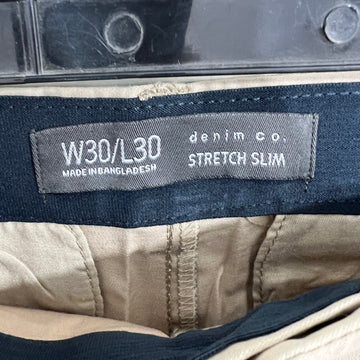 W30/L30
MADE IN BANGLADESH
denim co.
STRETCH SLIM